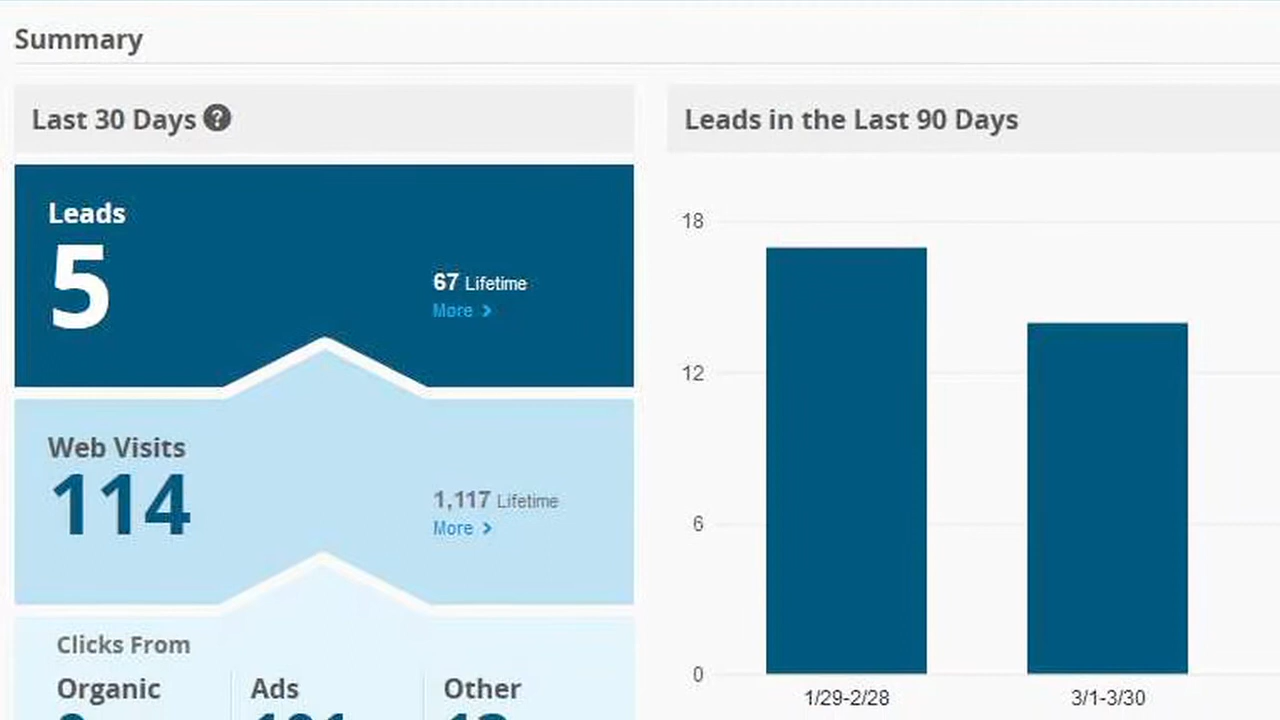 Summary
Last 30 Days ?
Leads
5
67 Lifetime
More >
Web Visits
114
1,117 Lifetime
More >
Clicks From
Organic Ads Other
Leads in the Last 90 Days
18
12
6
0
1/29-2/28 3/1-3/30